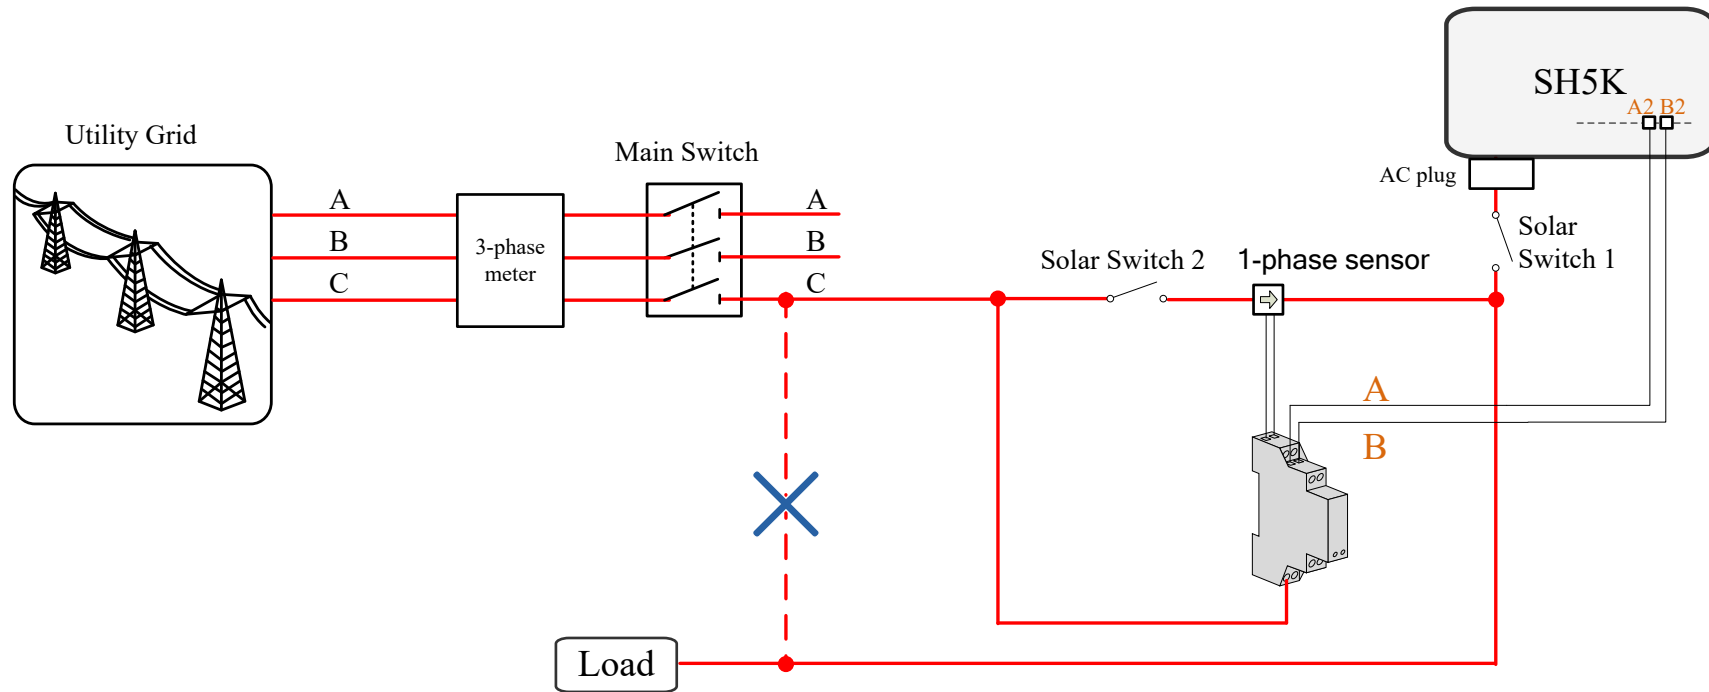 SH5K
A2 B2
Utility Grid
Main Switch
AC plug
A
A
Solar
Switch 1
B
3-phase
meter
B
Solar Switch 2
1-phase sensor
C
C
A
B
Load